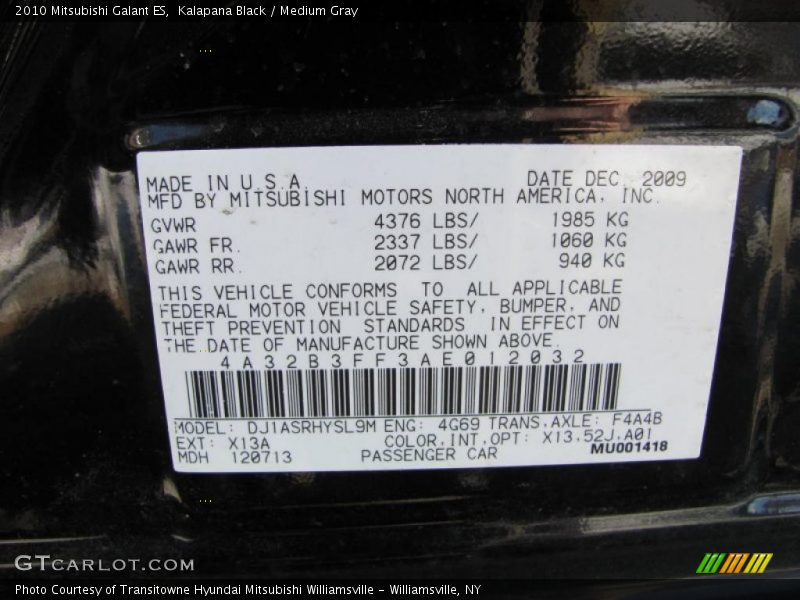 2010 Mitsubishi Galant ES, Kalapana Black / Medium Gray
MADE IN U.S.A. DATE DEC. 2009
MFD BY MITSUBISHI MOTORS NORTH AMERICA, INC.
GVWR 4376 LBS/ 1985 KG
GAWR FR. 2337 LBS/ 1060 KG
GAWR RR. 2072 LBS/ 940 KG
THIS VEHICLE CONFORMS TO ALL APPLICABLE
FEDERAL MOTOR VEHICLE SAFETY, BUMPER, AND
THEFT PREVENTION STANDARDS IN EFFECT ON
THE DATE OF MANUFACTURE SHOWN ABOVE.
4A32B3FF3AE012032
MODEL: DJ1ASRHYSL9M ENG: 4G69 TRANS.AXLE: F4A4B
EXT: X13A COLOR.INT.OPT: X13.52J.A01
MDH 120713 PASSENGER CAR MU001418
GTCARLOT.COM
Photo Courtesy of Transitowne Hyundai Mitsubishi Williamsville - Williamsville, NY